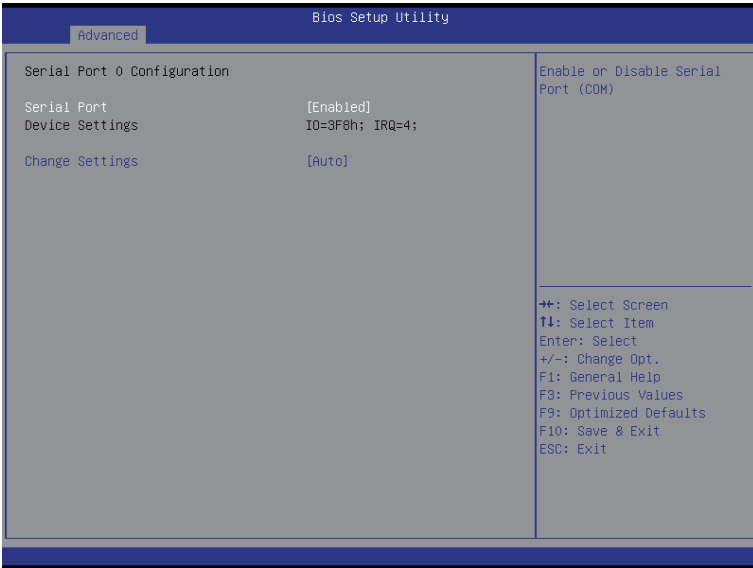 Bios Setup Utility
Advanced
Serial Port 0 Configuration
Serial Port [Enabled]
Device Settings IO=3F8h; IRQ=4;
Change Settings [Auto]
Enable or Disable Serial
Port (COM)
→←: Select Screen
↑↓: Select Item
Enter: Select
+/-: Change Opt.
F1: General Help
F3: Previous Values
F9: Optimized Defaults
F10: Save & Exit
ESC: Exit